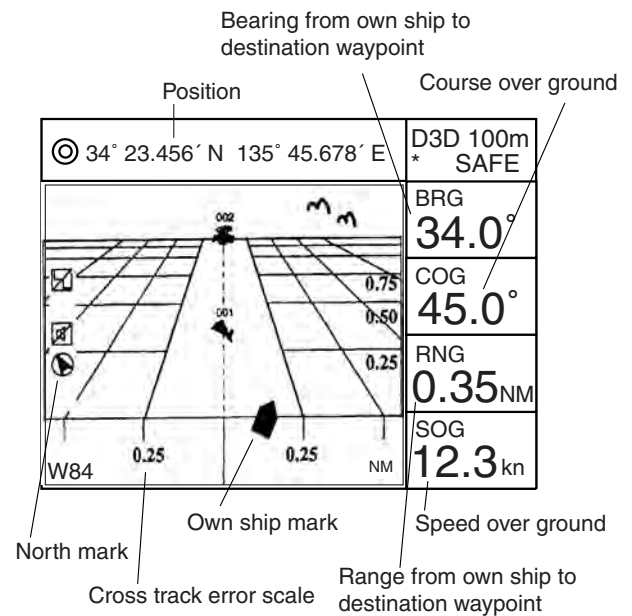 Bearing from own ship to
destination waypoint
Position
Course over ground
34° 23.456´ N 135° 45.678´ E
D3D 100m
* SAFE
BRG
34.0°
COG
45.0°
RNG
0.35NM
SOG
12.3kn
002
0.75
0.50
001
0.25
0.25
0.25
W84
NM
Own ship mark
Speed over ground
North mark
Cross track error scale
Range from own ship to
destination waypoint